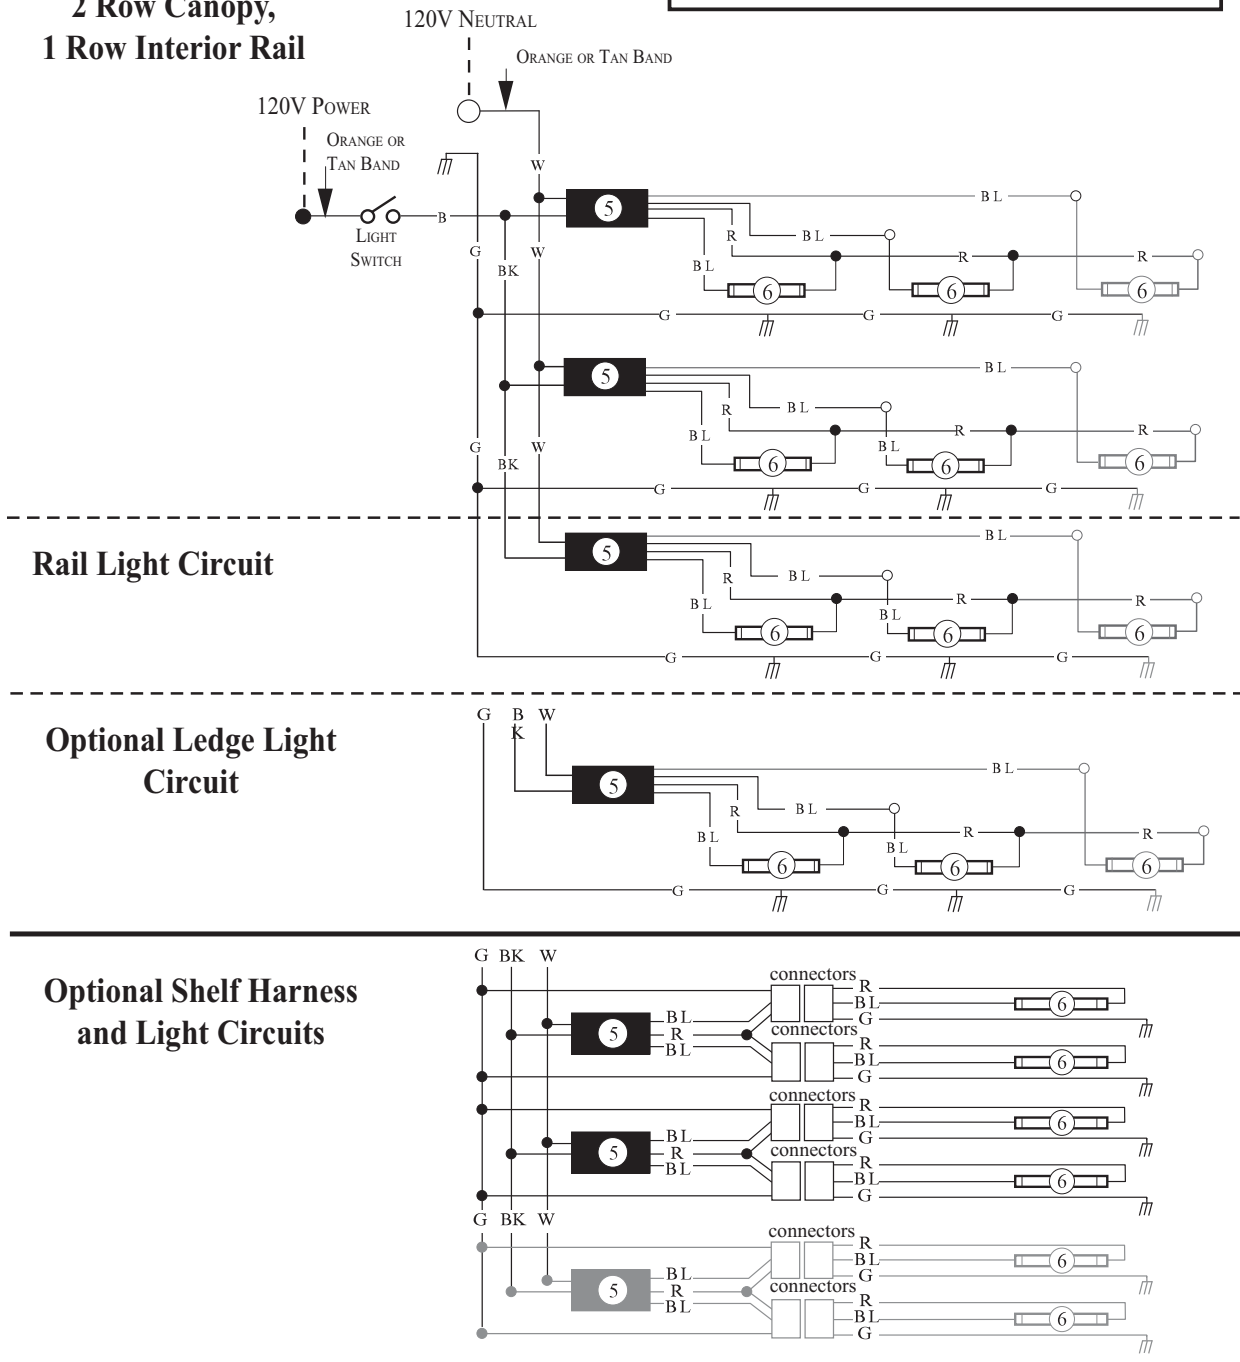 2 Row Canopy,
1 Row Interior Rail
120V Neutral
Orange or Tan Band
120V Power
Orange or
Tan Band
Light
Switch
B
W
G
BK
W
5
BL
R
BL
BL
R
R
6
6
6
G
G
G
5
BL
R
BL
BL
BL
R
R
6
6
6
G
BK
W
G
G
G
Rail Light Circuit
5
BL
R
BL
BL
BL
R
R
6
6
6
G
G
G
Optional Ledge Light
Circuit
G
B
K
W
5
BL
R
BL
BL
BL
R
R
6
6
6
G
G
G
Optional Shelf Harness
and Light Circuits
G BK W
connectors
R
BL
G
6
5
BL
R
BL
connectors
R
BL
G
6
connectors
R
BL
G
6
5
BL
R
BL
connectors
R
BL
G
6
G BK W
connectors
R
BL
G
6
5
BL
R
BL
connectors
R
BL
G
6